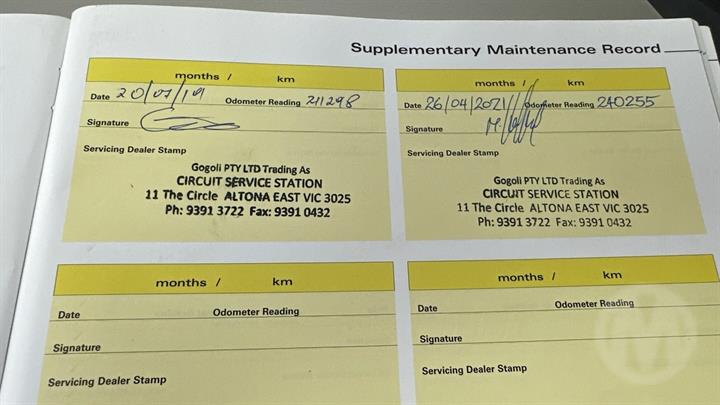 Supplementary Maintenance Record
months / km
Date 20/07/19 Odometer Reading 211298
Signature
Servicing Dealer Stamp
Gogoli PTY LTD Trading As
CIRCUIT SERVICE STATION
11 The Circle ALTONA EAST VIC 3025
Ph: 9391 3722 Fax: 9391 0432
months / km
Date 26/04/2021 Odometer Reading 240255
Signature
Servicing Dealer Stamp
Gogoli PTY LTD Trading As
CIRCUIT SERVICE STATION
11 The Circle ALTONA EAST VIC 3025
Ph: 9391 3722 Fax: 9391 0432
months / km
Date Odometer Reading
Signature
Servicing Dealer Stamp
months / km
Date Odometer Reading
Signature
Servicing Dealer Stamp